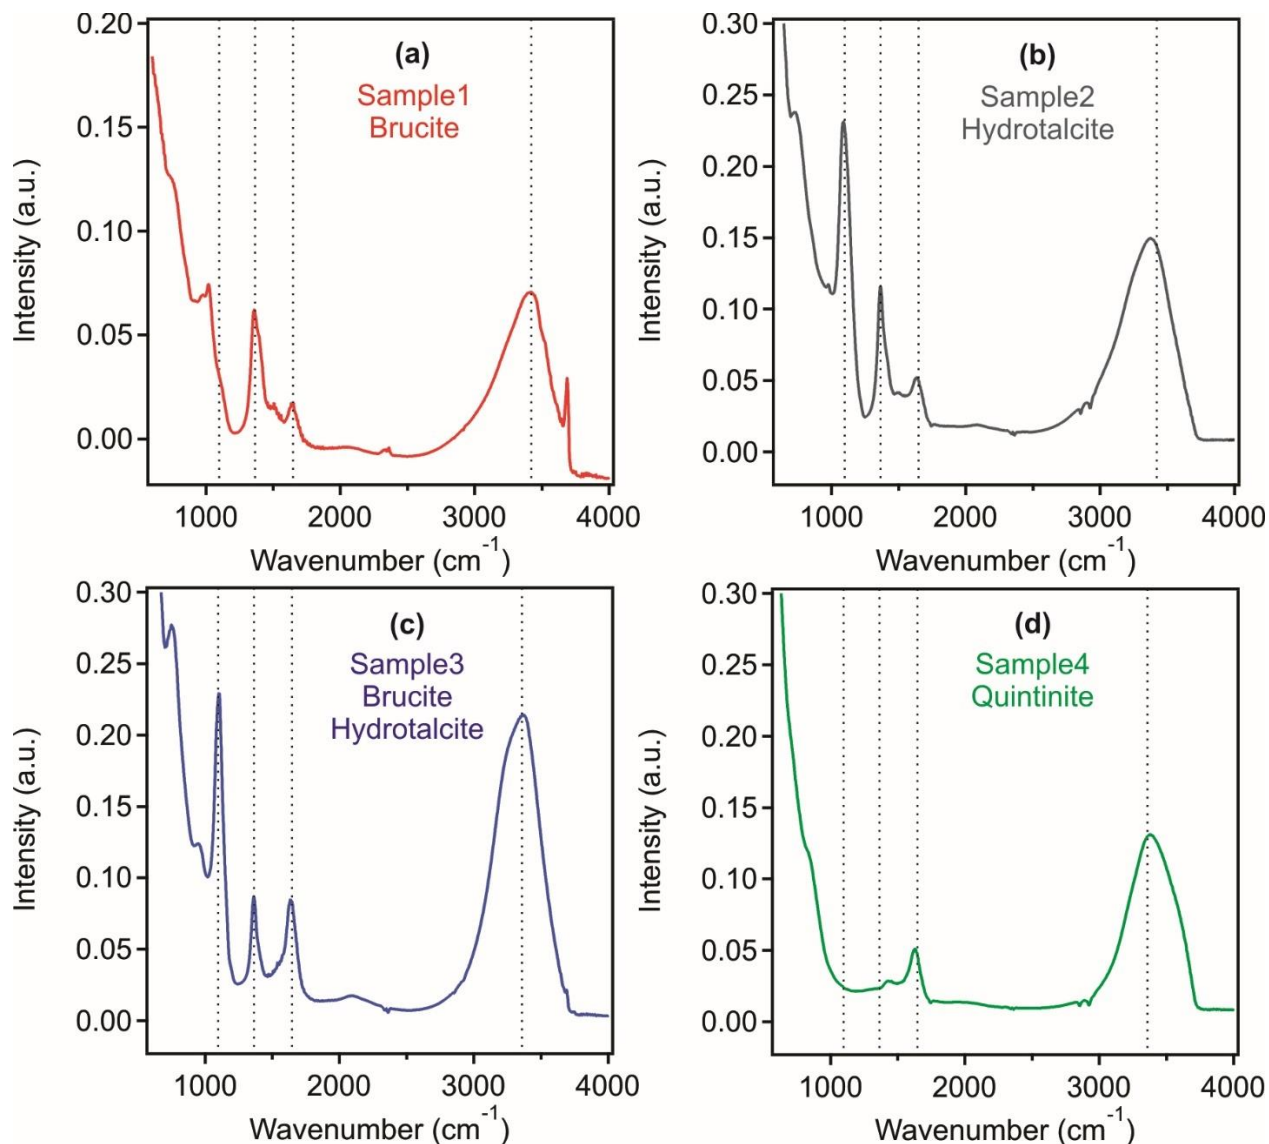 (a)
Sample1
Brucite
Intensity (a.u.)
0.20
0.15
0.10
0.05
0.00
1000 2000 3000 4000
Wavenumber (cm⁻¹)
(b)
Sample2
Hydrotalcite
Intensity (a.u.)
0.30
0.25
0.20
0.15
0.10
0.05
0.00
1000 2000 3000 4000
Wavenumber (cm⁻¹)
(c)
Sample3
Brucite
Hydrotalcite
Intensity (a.u.)
0.30
0.25
0.20
0.15
0.10
0.05
0.00
1000 2000 3000 4000
Wavenumber (cm⁻¹)
(d)
Sample4
Quintinite
Intensity (a.u.)
0.30
0.25
0.20
0.15
0.10
0.05
0.00
1000 2000 3000 4000
Wavenumber (cm⁻¹)